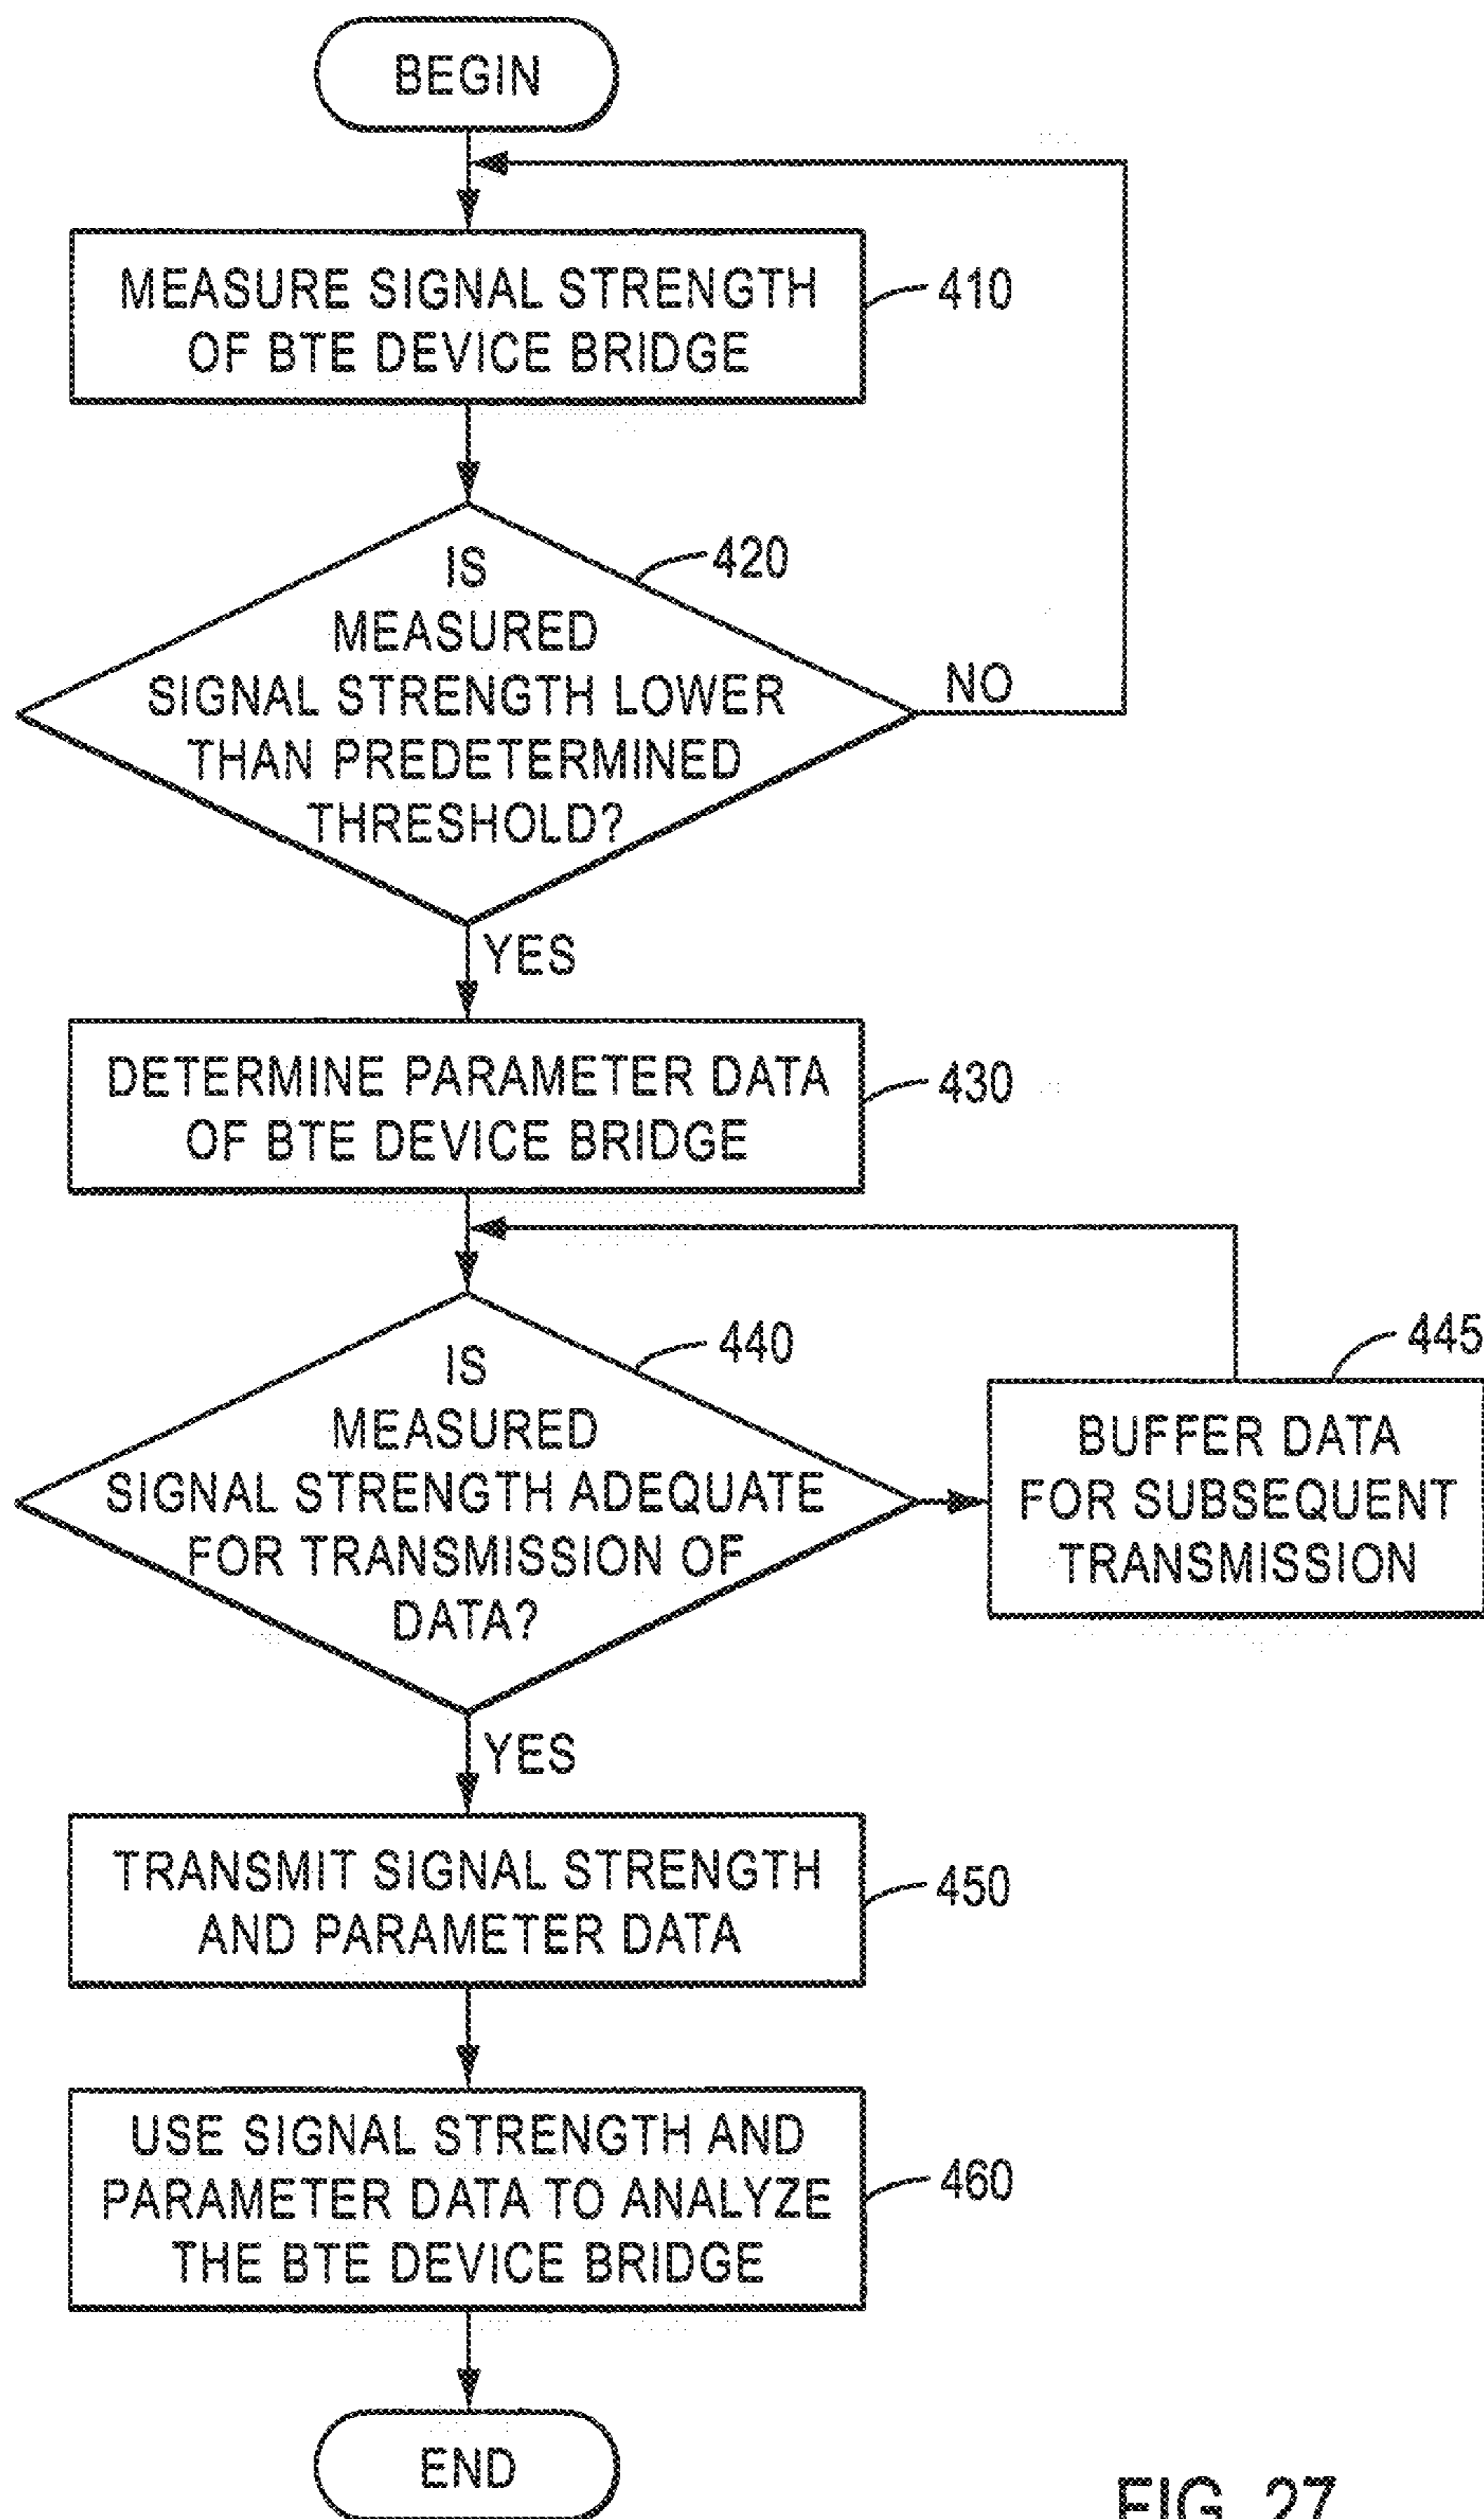 BEGIN
MEASURE SIGNAL STRENGTH
OF BTE DEVICE BRIDGE
410
IS
MEASURED
SIGNAL STRENGTH LOWER
THAN PREDETERMINED
THRESHOLD?
420
NO
YES
DETERMINE PARAMETER DATA
OF BTE DEVICE BRIDGE
430
IS
MEASURED
SIGNAL STRENGTH ADEQUATE
FOR TRANSMISSION OF
DATA?
440
445
BUFFER DATA
FOR SUBSEQUENT
TRANSMISSION
YES
TRANSMIT SIGNAL STRENGTH
AND PARAMETER DATA
450
USE SIGNAL STRENGTH AND
PARAMETER DATA TO ANALYZE
THE BTE DEVICE BRIDGE
460
END
FIG. 27